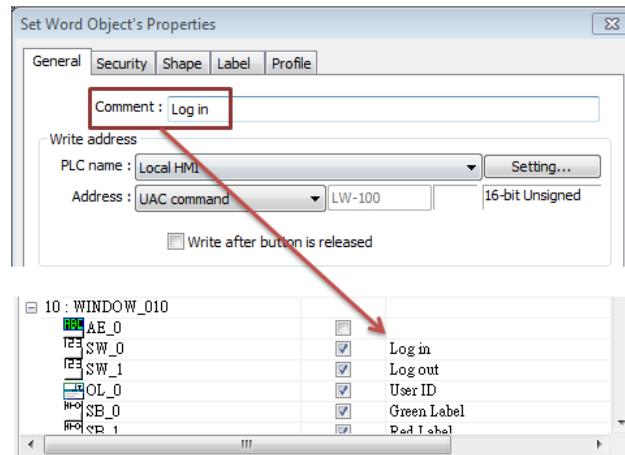 Set Word Object's Properties
General Security Shape Label Profile
Comment : Log in
Write address
PLC name : Local HMI Setting...
Address : UAC command LW-100 16-bit Unsigned
Write after button is released
10 : WINDOW_010
AE_0
SW_0 Log in
SW_1 Log out
OL_0 User ID
SB_0 Green Label
SB_1 Red Label